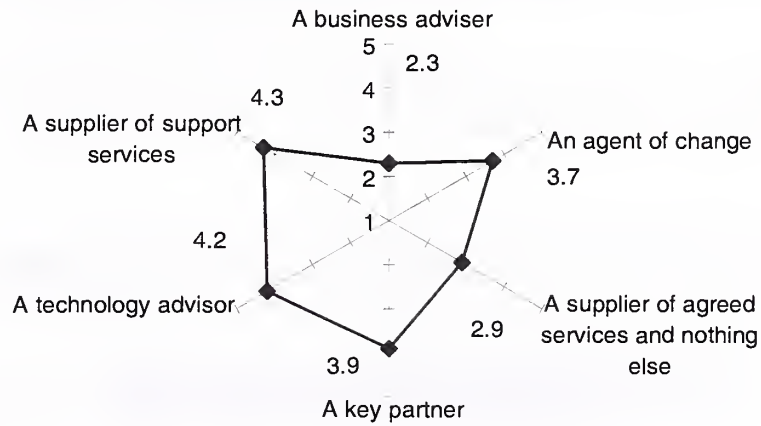 A business adviser
5
2.3
4
4.3
3
A supplier of support
services
An agent of change
3.7
2
1
4.2
A technology advisor
A supplier of agreed
services and nothing
else
2.9
3.9
A key partner